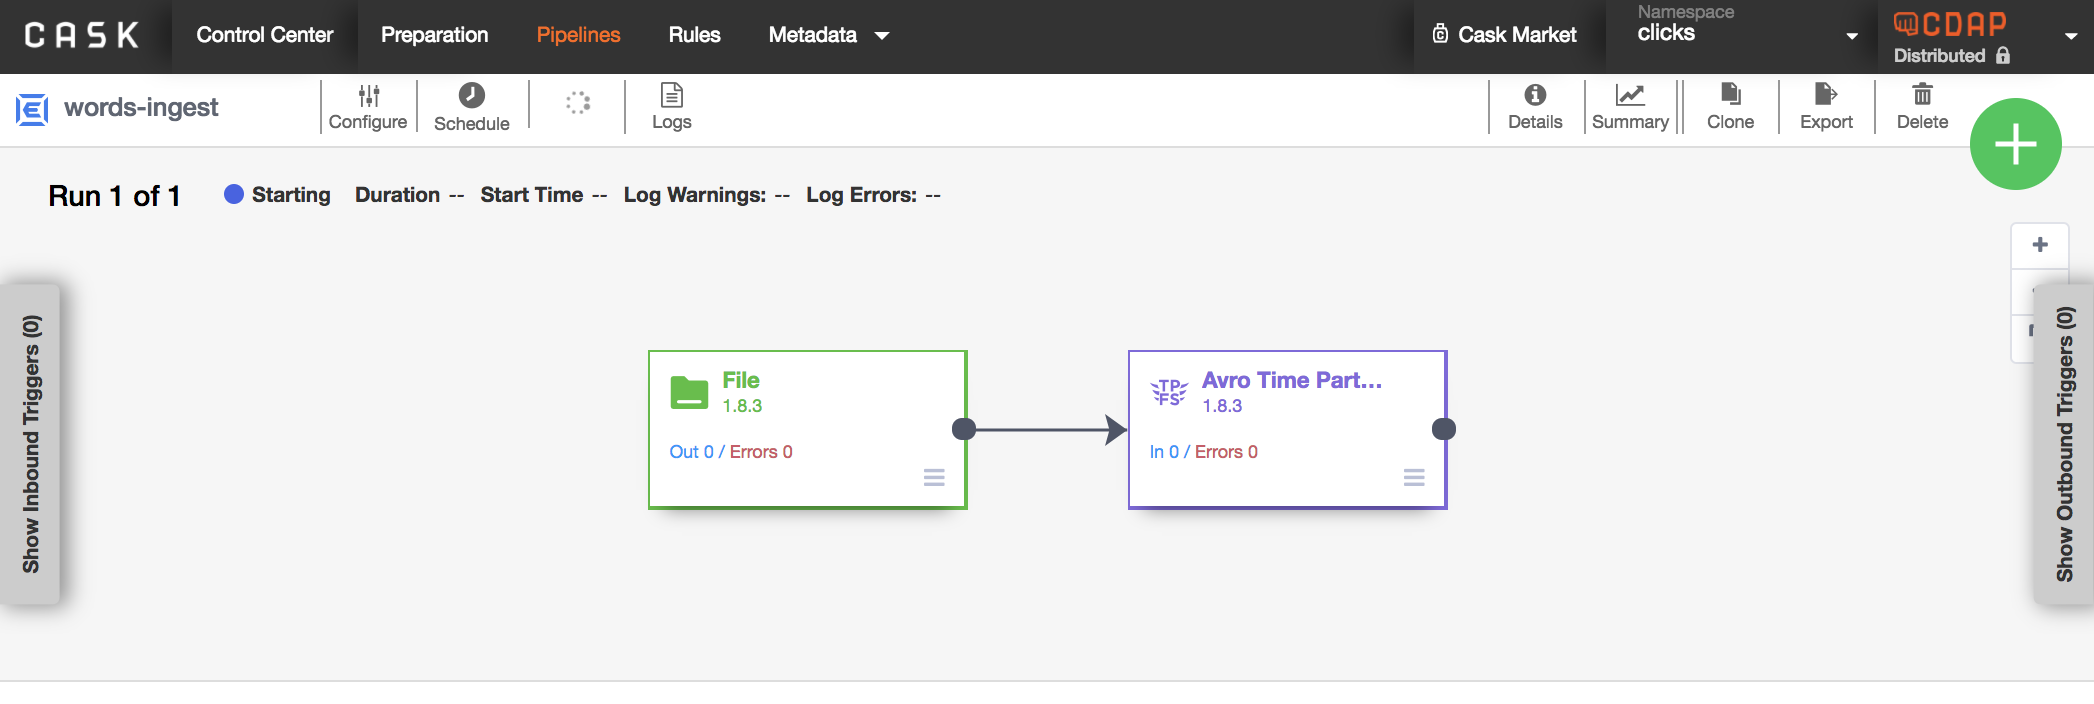 CASK Control Center Preparation Pipelines Rules Metadata Cask Market Namespace clicks CDAP Distributed
words-ingest Configure Schedule Logs Details Summary Clone Export Delete
Run 1 of 1 Starting Duration -- Start Time -- Log Warnings: -- Log Errors: --
Show Inbound Triggers (0)
File
1.8.3
Out 0 / Errors 0
TP FS
Avro Time Part...
1.8.3
In 0 / Errors 0
Show Outbound Triggers (0)